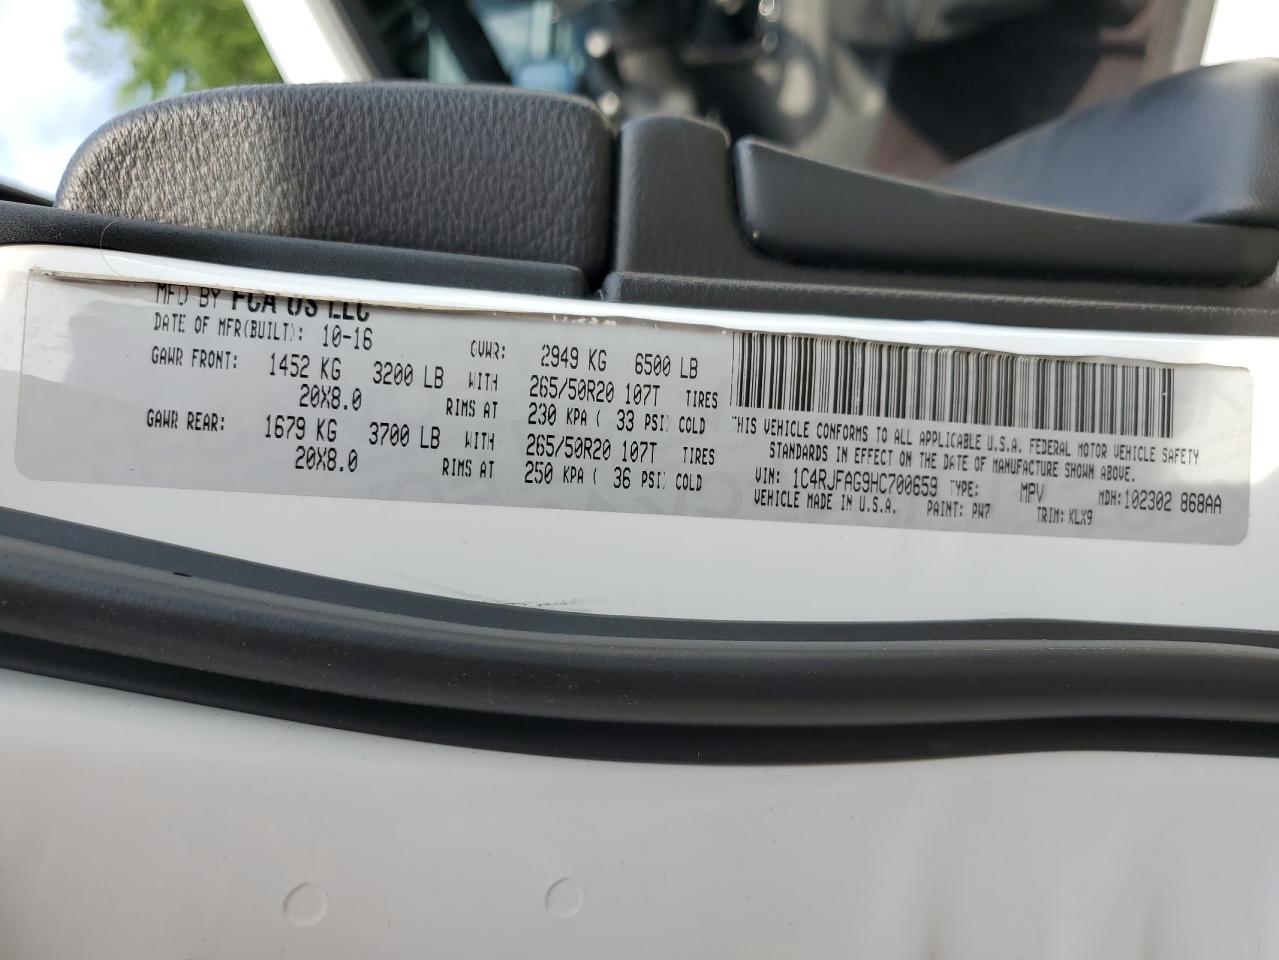 MFD BY FCA US LLC
DATE OF MFR(BUILT): 10-16 GVWR: 2949 KG 6500 LB
GAWR FRONT: 1452 KG 3200 LB WITH 265/50R20 107T TIRES
20X8.0 RIMS AT 230 KPA ( 33 PSI) COLD
GAWR REAR: 1679 KG 3700 LB WITH 265/50R20 107T TIRES
20X8.0 RIMS AT 250 KPA ( 36 PSI) COLD
THIS VEHICLE CONFORMS TO ALL APPLICABLE U.S.A. FEDERAL MOTOR VEHICLE SAFETY
STANDARDS IN EFFECT ON THE DATE OF MANUFACTURE SHOWN ABOVE.
VIN: 1C4RJFAG9HC700659 TYPE: MPV MDH:102302 868AA
VEHICLE MADE IN U.S.A. PAINT: PW7 TRIM: KLX9